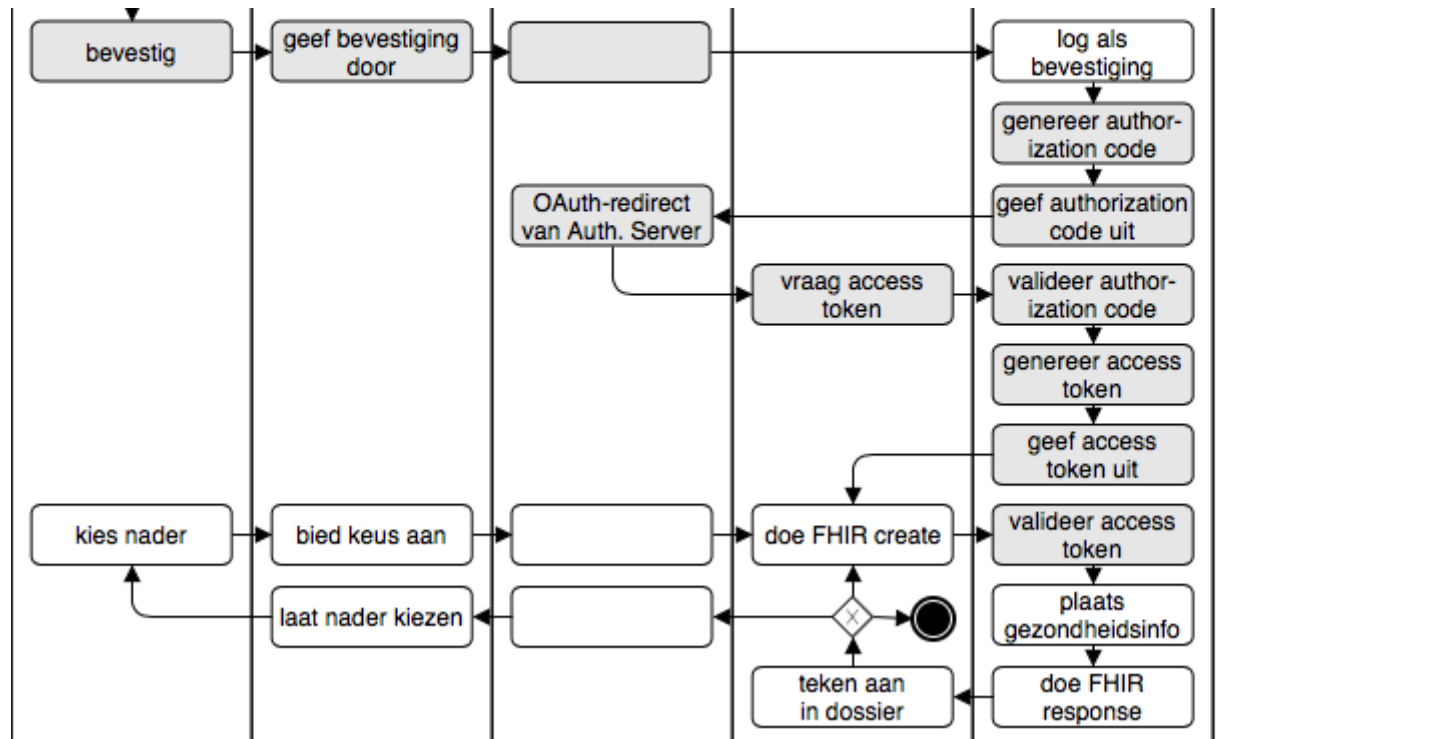 bevestig
geef bevestiging
door
log als
bevestiging
genereer author-
ization code
OAuth-redirect
van Auth. Server
geef authorization
code uit
vraag access
token
valideer author-
ization code
genereer access
token
geef access
token uit
kies nader
bied keus aan
doe FHIR create
valideer access
token
laat nader kiezen
X
plaats
gezondheidsinfo
teken aan
in dossier
doe FHIR
response